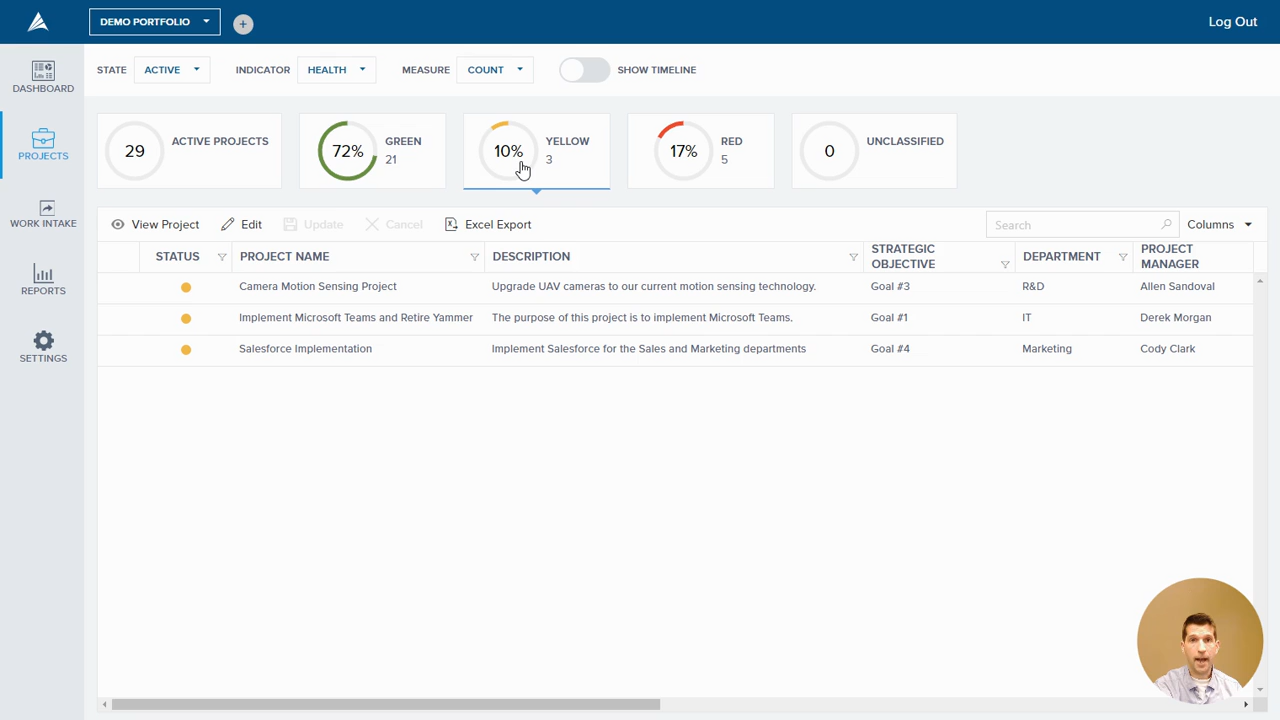 DEMO PORTFOLIO
Log Out
STATE ACTIVE INDICATOR HEALTH MEASURE COUNT SHOW TIMELINE
DASHBOARD
PROJECTS
WORK INTAKE
REPORTS
SETTINGS
29 ACTIVE PROJECTS
72% GREEN
21
10% YELLOW
3
17% RED
5
0 UNCLASSIFIED
View Project Edit Update Cancel Excel Export Search Columns
STATUS PROJECT NAME DESCRIPTION STRATEGIC OBJECTIVE DEPARTMENT PROJECT MANAGER
Camera Motion Sensing Project Upgrade UAV cameras to our current motion sensing technology. Goal #3 R&D Allen Sandoval
Implement Microsoft Teams and Retire Yammer The purpose of this project is to implement Microsoft Teams. Goal #1 IT Derek Morgan
Salesforce Implementation Implement Salesforce for the Sales and Marketing departments Goal #4 Marketing Cody Clark